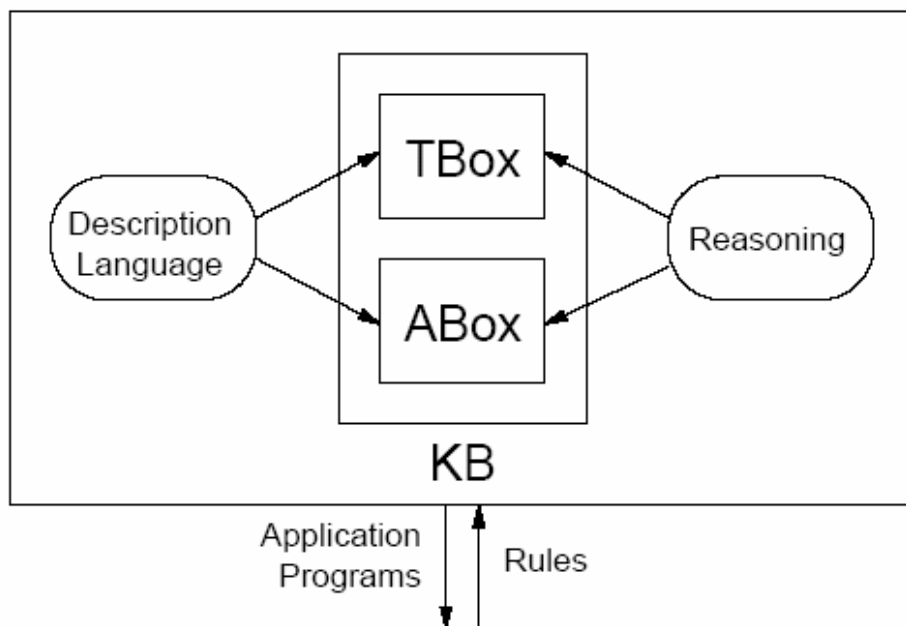 TBox
Description
Language
Reasoning
ABox
KB
Application
Programs
Rules